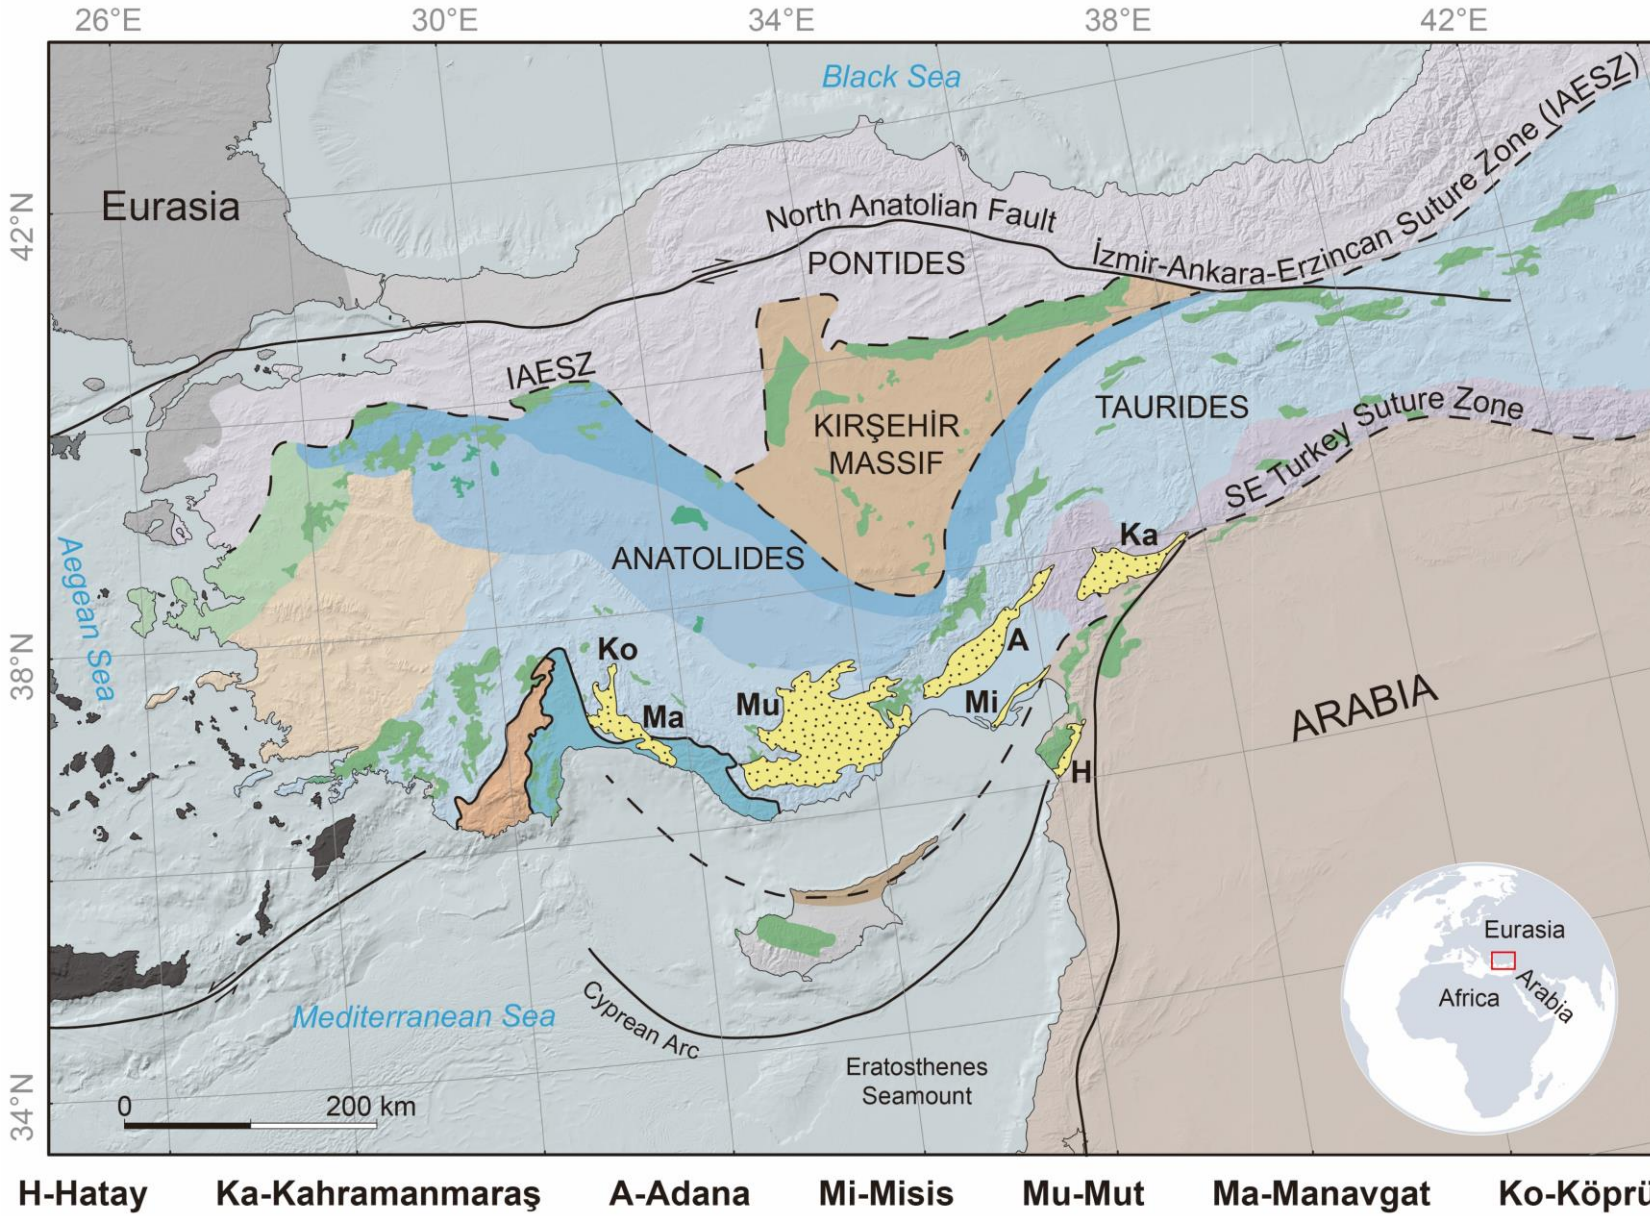 26°E 30°E 34°E 38°E 42°E
Black Sea
42°N
Eurasia
North Anatolian Fault
PONTIDES
İzmir-Ankara-Erzincan Suture Zone (IAESZ)
IAESZ
KIRŞEHİR
MASSIF
TAURIDES
SE Turkey Suture Zone
ANATOLIDES
Ka
Aegean Sea
38°N
Ko
A
Ma
Mu
Mi
H
ARABIA
Mediterranean Sea
Cyprean Arc
Eratosthenes
Seamount
Eurasia
Africa
Arabia
34°N
0 200 km
H-Hatay Ka-Kahramanmaraş A-Adana Mi-Misis Mu-Mut Ma-Manavgat Ko-Köprü